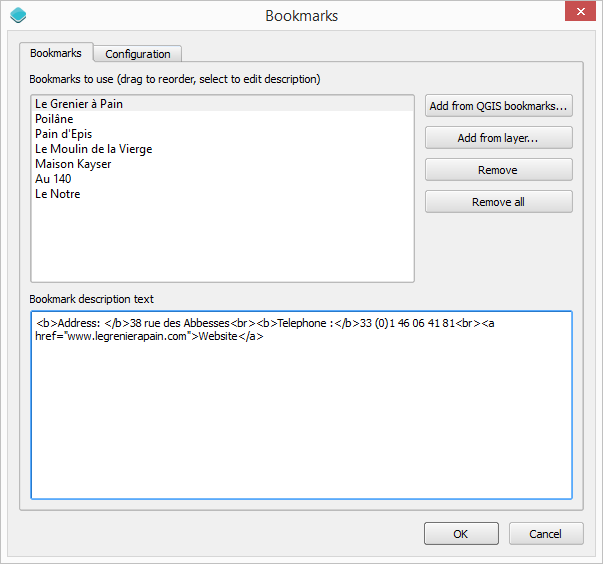 Bookmarks
Bookmarks Configuration
Bookmarks to use (drag to reorder, select to edit description)
Le Grenier à Pain
Poilâne
Pain d'Epis
Le Moulin de la Vierge
Maison Kayser
Au 140
Le Notre
Add from QGIS bookmarks...
Add from layer...
Remove
Remove all
Bookmark description text
<b>Address: </b>38 rue des Abbesses<br><b>Telephone :</b>33 (0)1 46 06 41 81<br><a
href="www.legrenierapain.com">Website</a>
OK Cancel